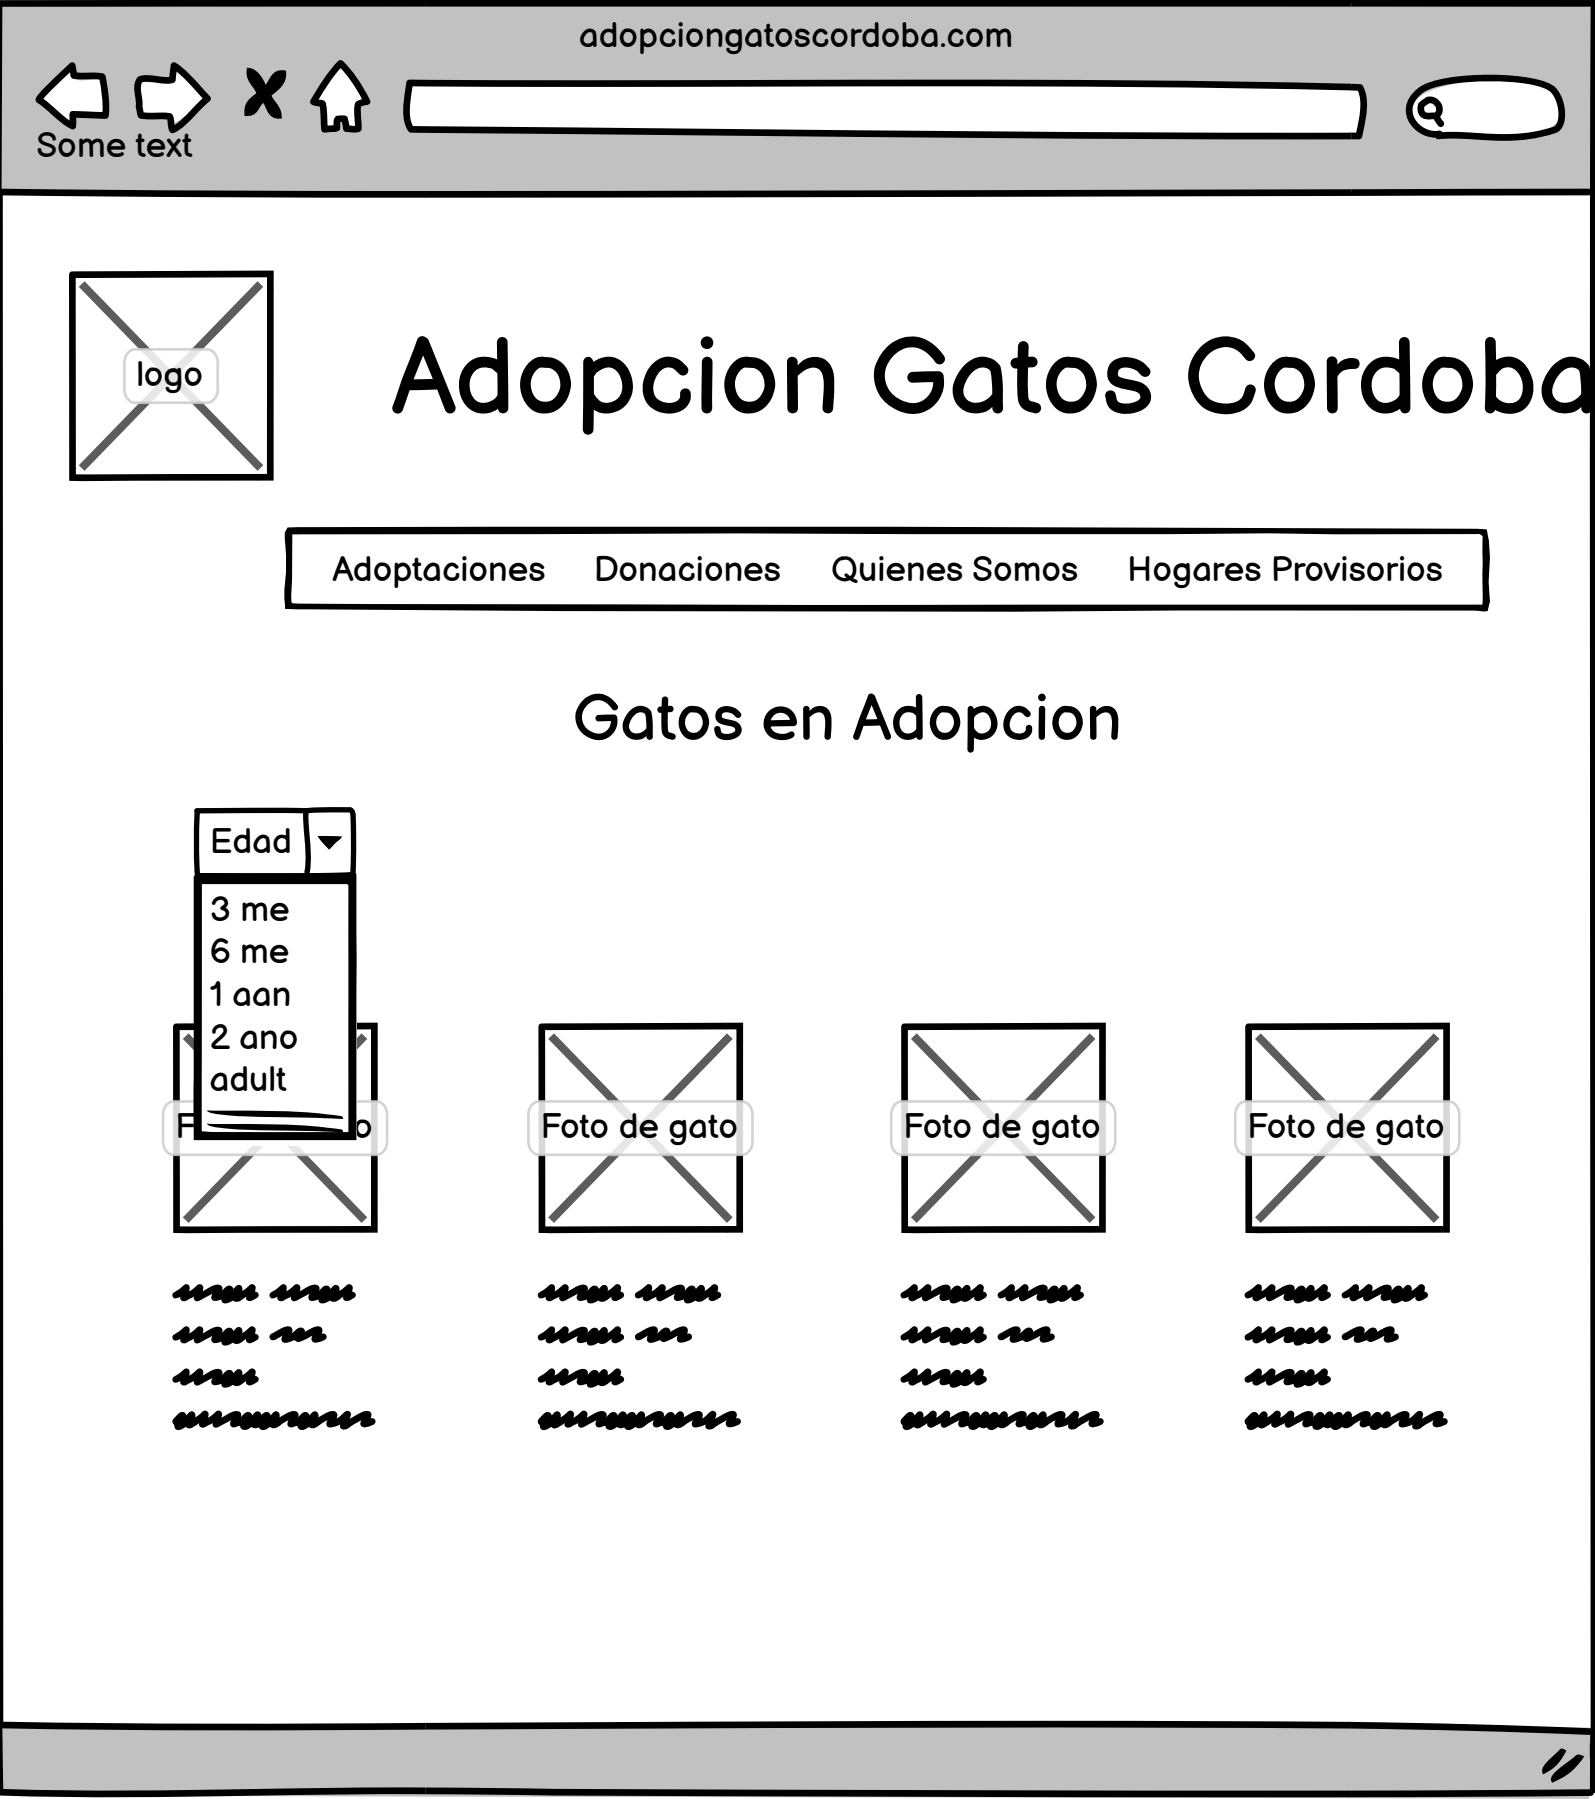 adopciongatoscordoba.com
Some text
logo
Adopcion Gatos Cordoba
Adoptaciones Donaciones Quienes Somos Hogares Provisorios
Gatos en Adopcion
Edad
3 me
6 me
1 aan
2 ano
adult
F o Foto de gato Foto de gato Foto de gato